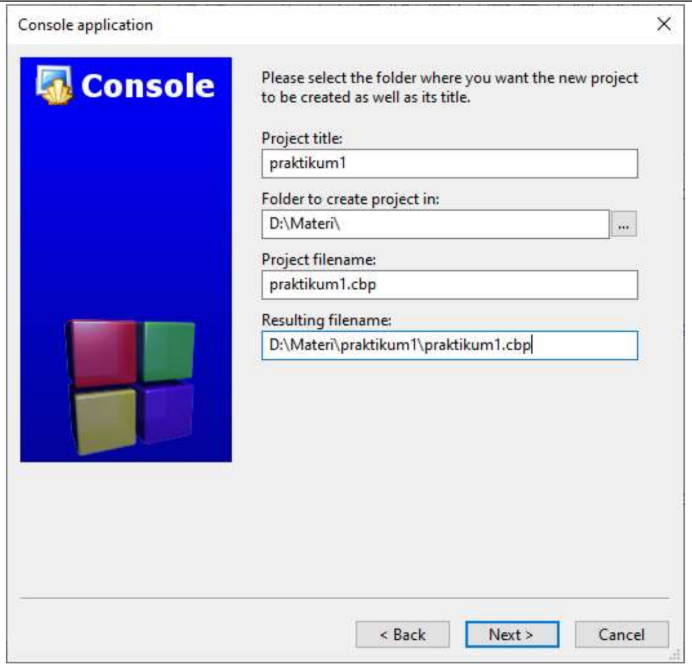 Console application
Console
Please select the folder where you want the new project
to be created as well as its title.
Project title:
praktikum1
Folder to create project in:
D:\Materi\
...
Project filename:
praktikum1.cbp
Resulting filename:
D:\Materi\praktikum1\praktikum1.cbp
< Back Next > Cancel